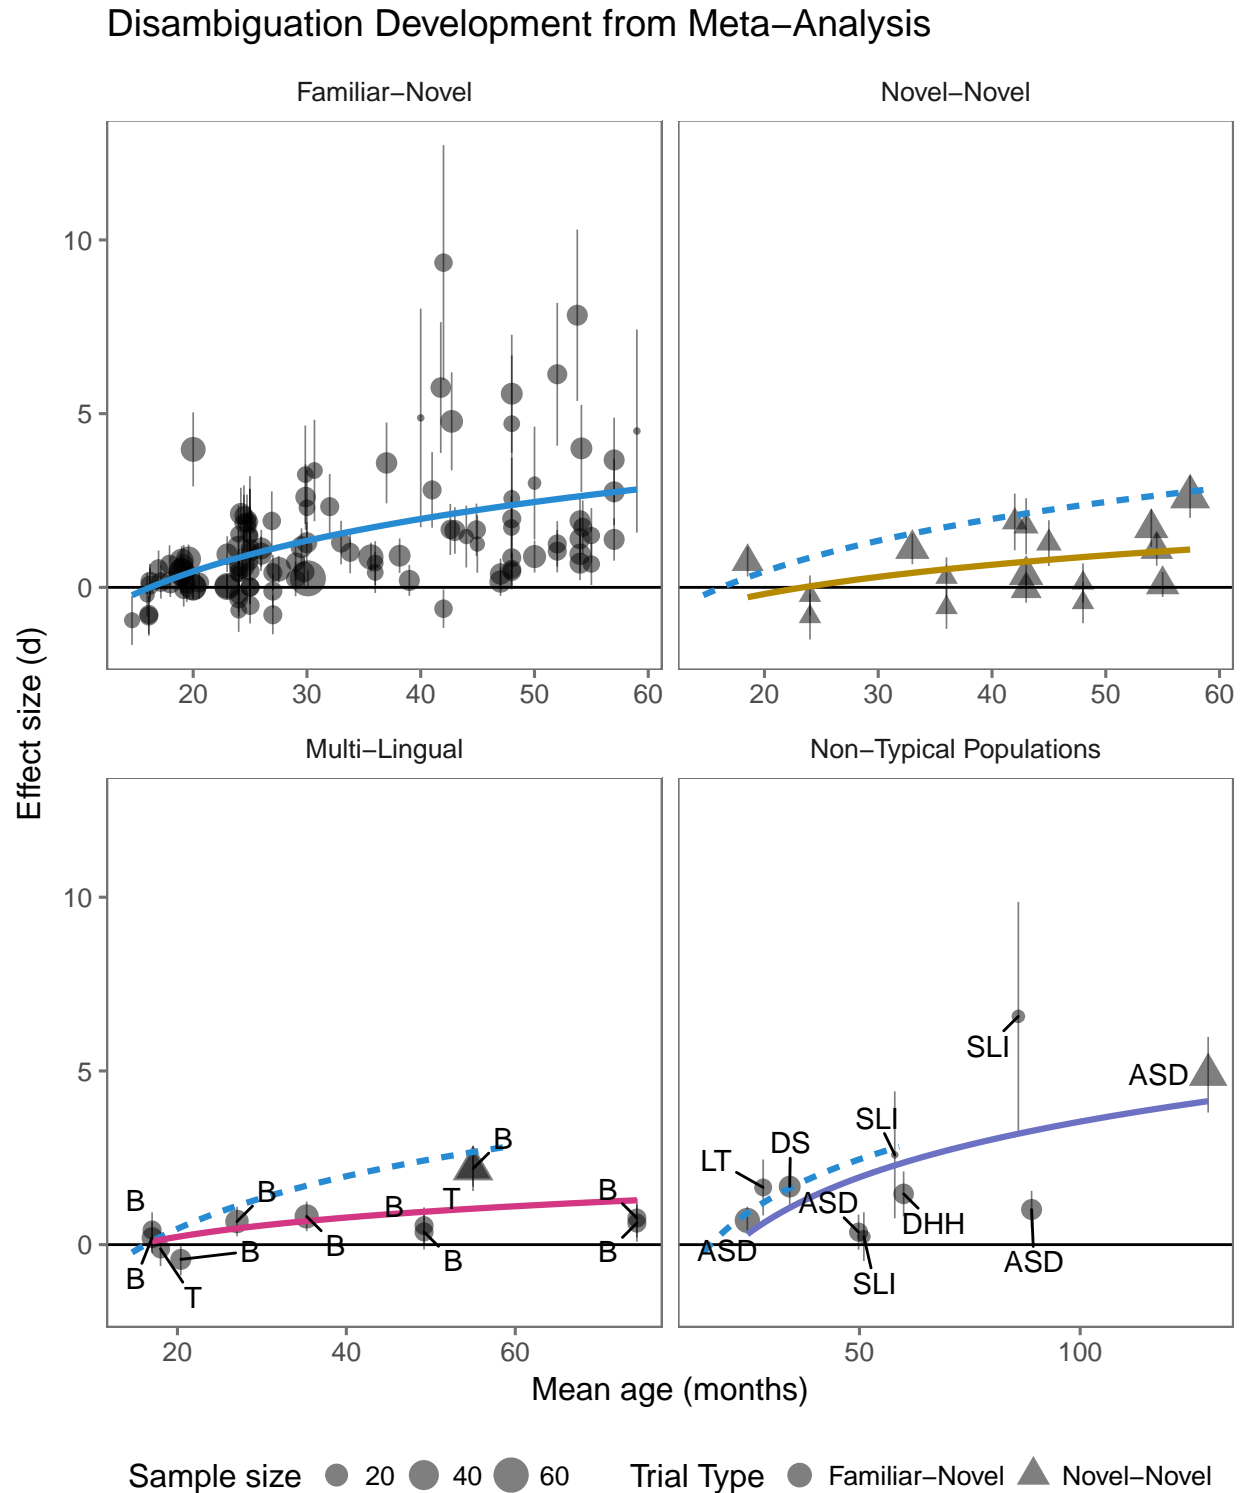 Disambiguation Development from Meta−Analysis
Familiar−Novel
Novel−Novel
10
5
0
20 30 40 50 60
20 30 40 50 60
Effect size (d)
Multi−Lingual
Non−Typical Populations
10
5
0
B
B
T
B
B
B
B
B
T
B
B
B
LT
DS
ASD
ASD
SLI
SLI
DHH
SLI
ASD
ASD
20 40 60
50 100
Mean age (months)
Sample size 20 40 60 Trial Type Familiar−Novel Novel−Novel